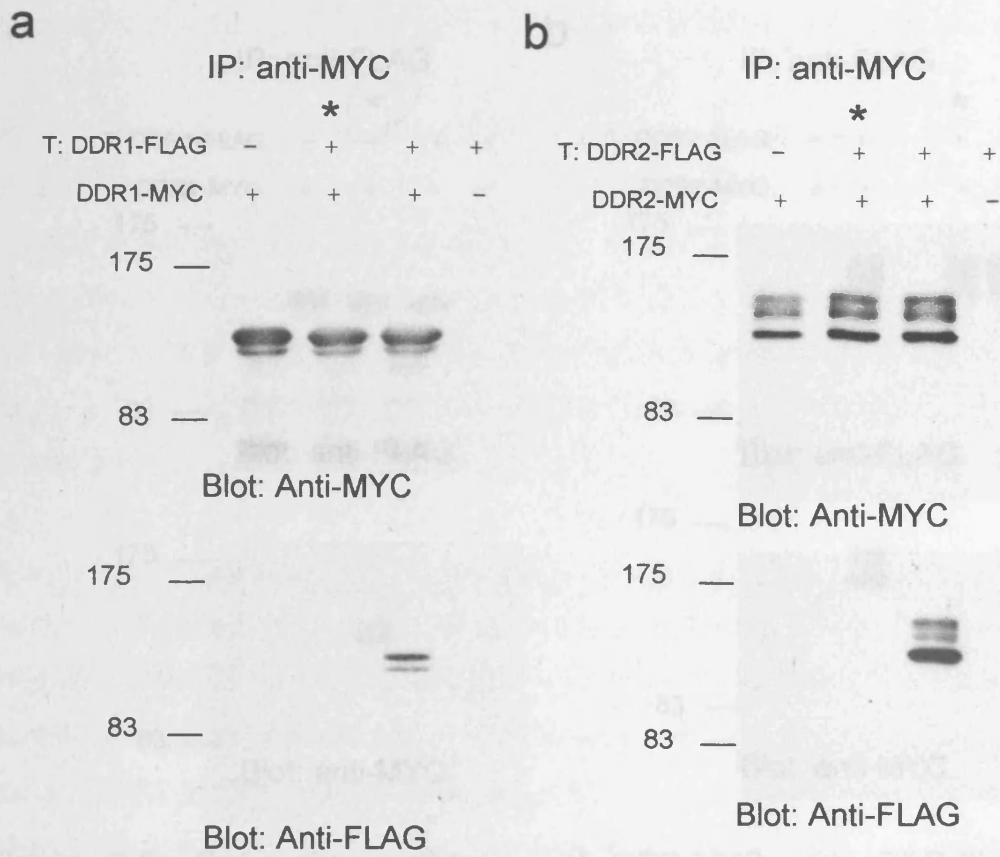 a
IP: anti-MYC
*
T: DDR1-FLAG − + + +
DDR1-MYC + + + −
175
83
Blot: Anti-MYC
175
83
Blot: Anti-FLAG
b
IP: anti-MYC
*
T: DDR2-FLAG − + + +
DDR2-MYC + + + −
175
83
Blot: Anti-MYC
175
83
Blot: Anti-FLAG